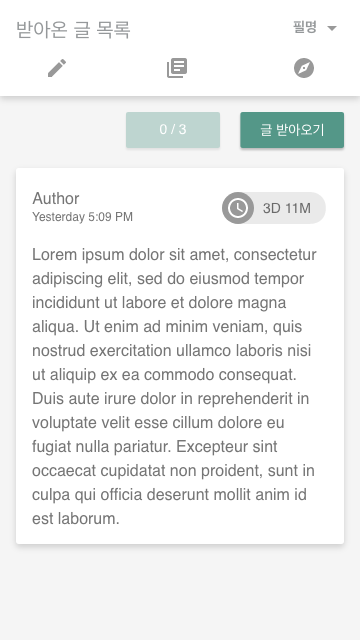 받아온 글 목록
필명
0 / 3
글 받아오기
Author
Yesterday 5:09 PM
3D 11M
Lorem ipsum dolor sit amet, consectetur
adipiscing elit, sed do eiusmod tempor
incididunt ut labore et dolore magna
aliqua. Ut enim ad minim veniam, quis
nostrud exercitation ullamco laboris nisi
ut aliquip ex ea commodo consequat.
Duis aute irure dolor in reprehenderit in
voluptate velit esse cillum dolore eu
fugiat nulla pariatur. Excepteur sint
occaecat cupidatat non proident, sunt in
culpa qui officia deserunt mollit anim id
est laborum.